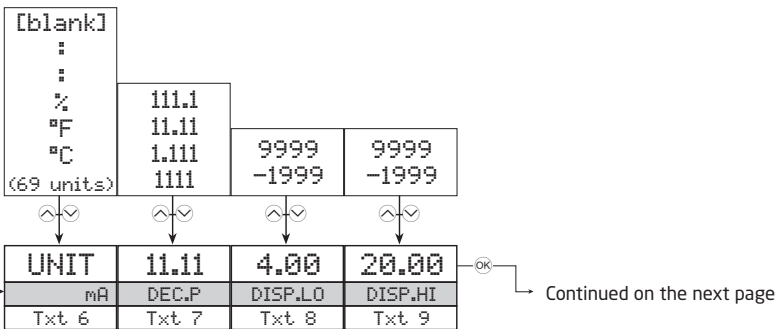 [blank]
:
:
%
°F
°C
(69 units)
111.1
11.11
1.111
1111
9999
-1999
9999
-1999
UNIT 11.11 4.00 20.00 OK
mA DEC.P DISP.LO DISP.HI
Txt 6 Txt 7 Txt 8 Txt 9
Continued on the next page